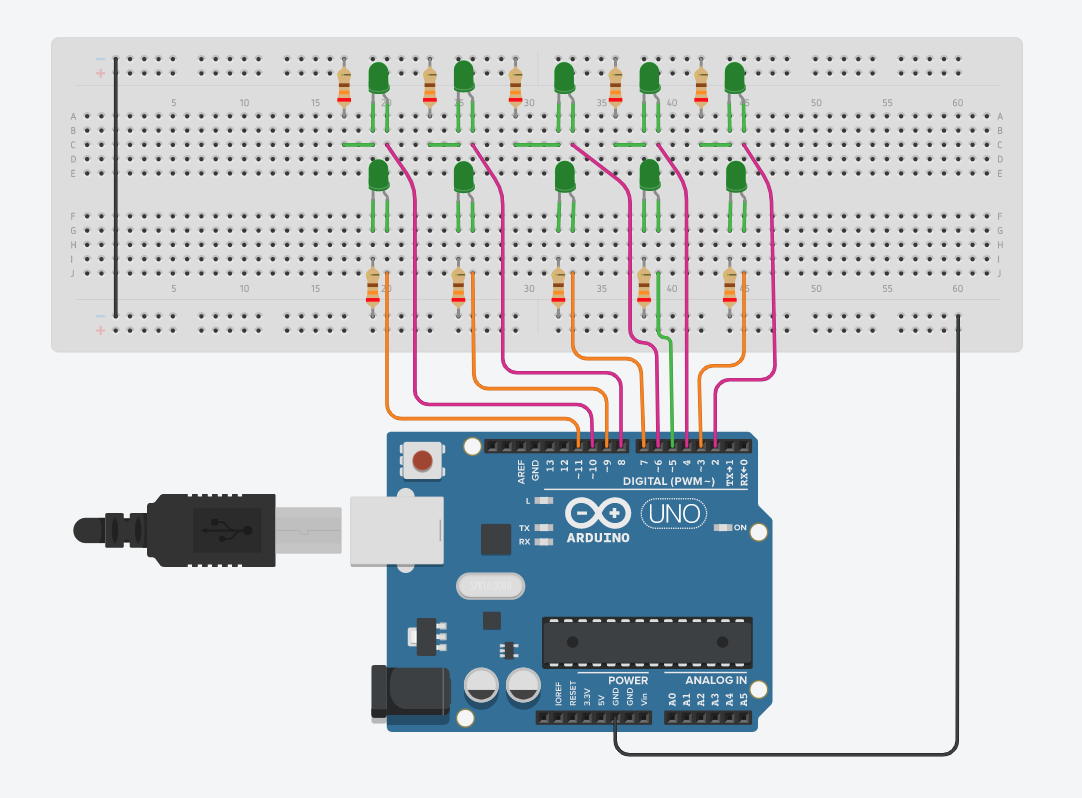 − −
+ +
5 10 15 20 25 30 35 40 45 50 55 60
A A
B B
C C
D D
E E
F F
G G
H H
I I
J J
5 10 15 20 30 35 40 45 50 55 60
− −
+ +
AREF GND 13 12 ~11 ~10 ~9 8 7 ~6 ~5 4 ~3 2 TX→1 RX←0
DIGITAL (PWM~)
L
TX
RX
UNO
ON
ARDUINO
POWER ANALOG IN
IOREF RESET 3.3V 5V GND GND Vin A0 A1 A2 A3 A4 A5